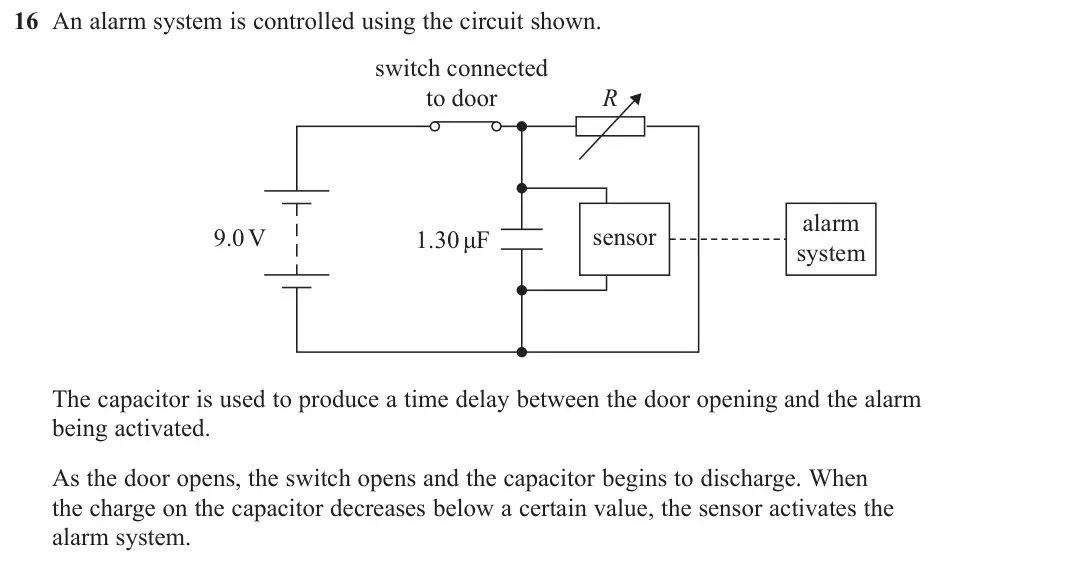 16 An alarm system is controlled using the circuit shown.
switch connected
to door
R
9.0 V
1.30 μF
sensor
alarm
system
The capacitor is used to produce a time delay between the door opening and the alarm
being activated.
As the door opens, the switch opens and the capacitor begins to discharge. When
the charge on the capacitor decreases below a certain value, the sensor activates the
alarm system.